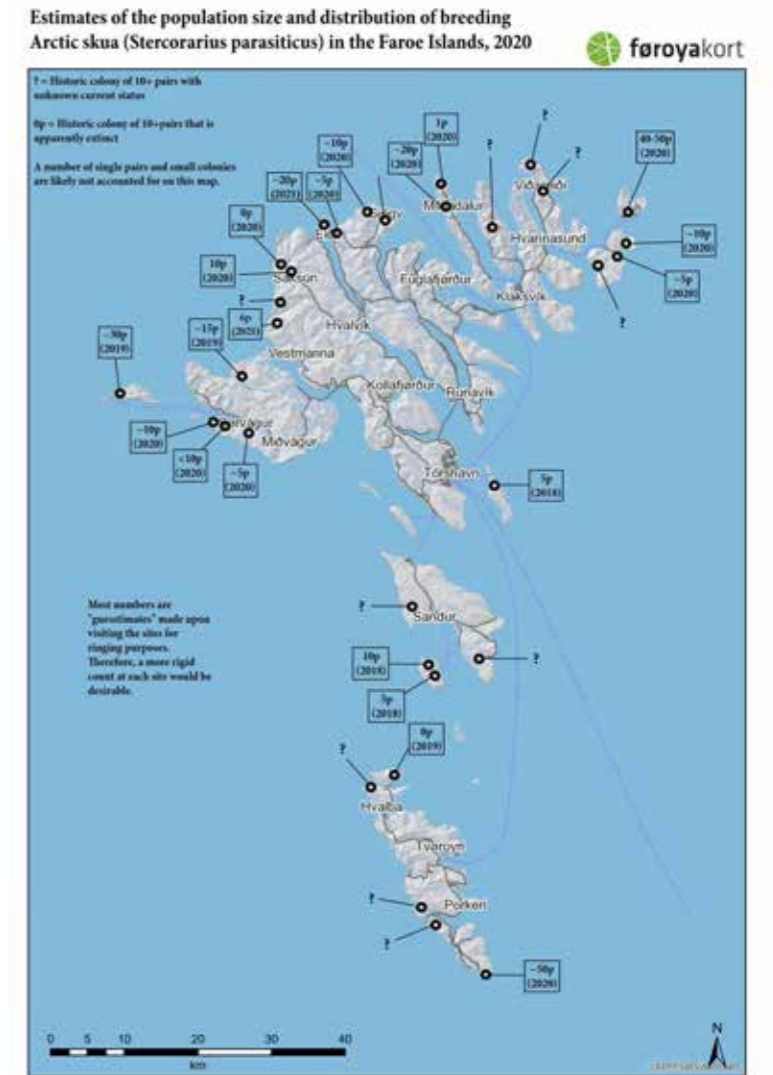 Estimates of the population size and distribution of breeding
Arctic skua (Stercorarius parasiticus) in the Faroe Islands, 2020
føroyakort
? = Historic colony of 10+ pairs with
unknown current status
0p = Historic colony of 10+pairs that is
apparently extinct
A number of single pairs and small colonies
are likely not accounted for on this map.
1p
(2020)
?
?
?
40-50p
(2020)
~10p
(2020)
~20p
(2020)
~20p
(2021)
~5p
(2020)
0p
(2020)
10p
(2020)
?
6p
(2021)
~10p
(2020)
~5p
(2020)
?
Hvannasund
Fuglafjørður
Klaksvík
Saksun
Hvalvík
Vestmanna
Kollafjørður
Runavík
~30p
(2019)
~15p
(2019)
~10p
(2020)
<10p
(2020)
~5p
(2020)
Miðvágur
Tórshavn
5p
(2018)
Most numbers are
"guesstimates" made upon
visiting the sites for
ringing purposes.
Therefore, a more rigid
count at each site would be
desirable.
?
Sandur
?
10p
(2018)
(2018)
0p
(2019)
?
Hvalba
Tvøroyri
?
Porkeri
?
~50p
(2020)
0 5 10 20 30 40
km
N